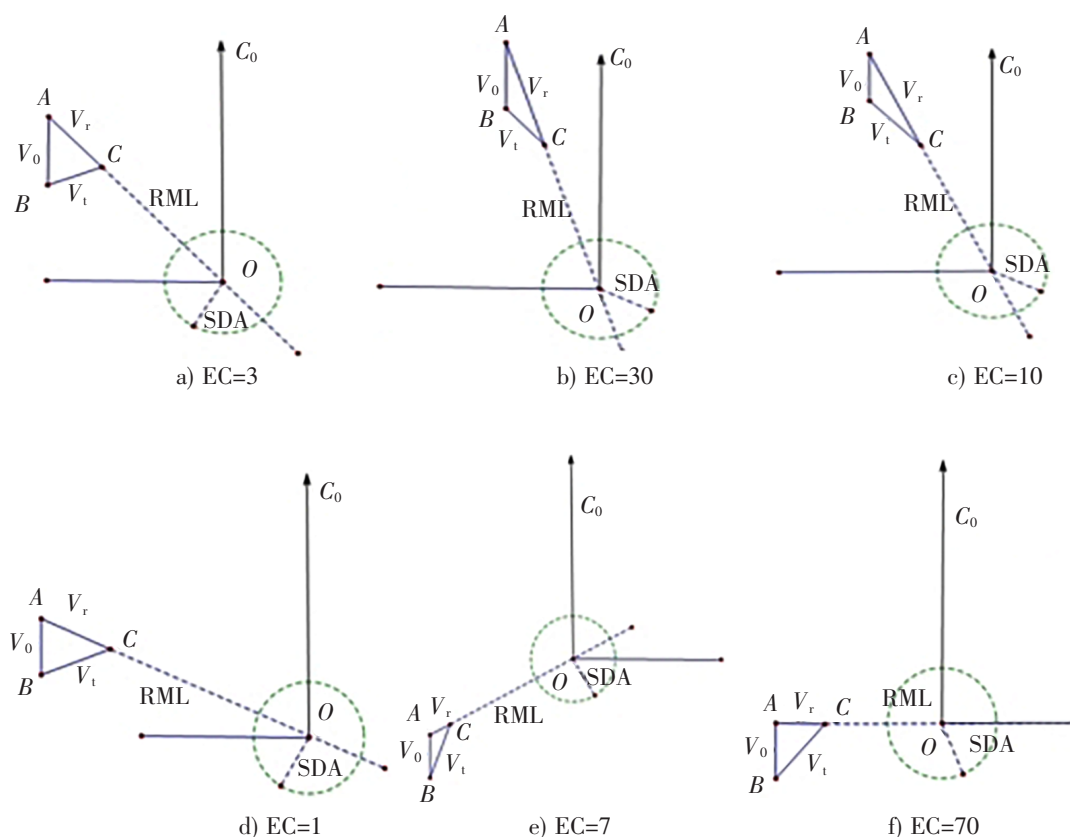 C₀
A
Vᵣ
V₀
C
B
Vₜ
RML
O
SDA
a) EC=3
A
C₀
V₀
Vᵣ
B
Vₜ
C
RML
SDA
O
b) EC=30
A
C₀
V₀
Vᵣ
B
Vₜ
C
RML
SDA
O
c) EC=10
C₀
A
Vᵣ
V₀
C
B
Vₜ
RML
O
SDA
d) EC=1
C₀
O
SDA
RML
A
Vᵣ
C
V₀
Vₜ
B
e) EC=7
C₀
A
Vᵣ
C
RML
V₀
Vₜ
O
SDA
B
f) EC=70